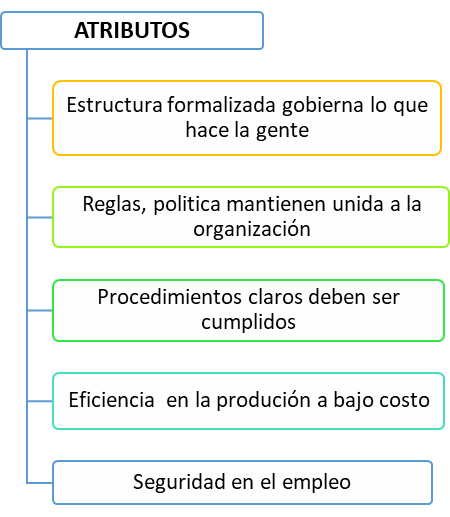 ATRIBUTOS
Estructura formalizada gobierna lo que
hace la gente
Reglas, politica mantienen unida a la
organización
Procedimientos claros deben ser
cumplidos
Eficiencia en la produción a bajo costo
Seguridad en el empleo